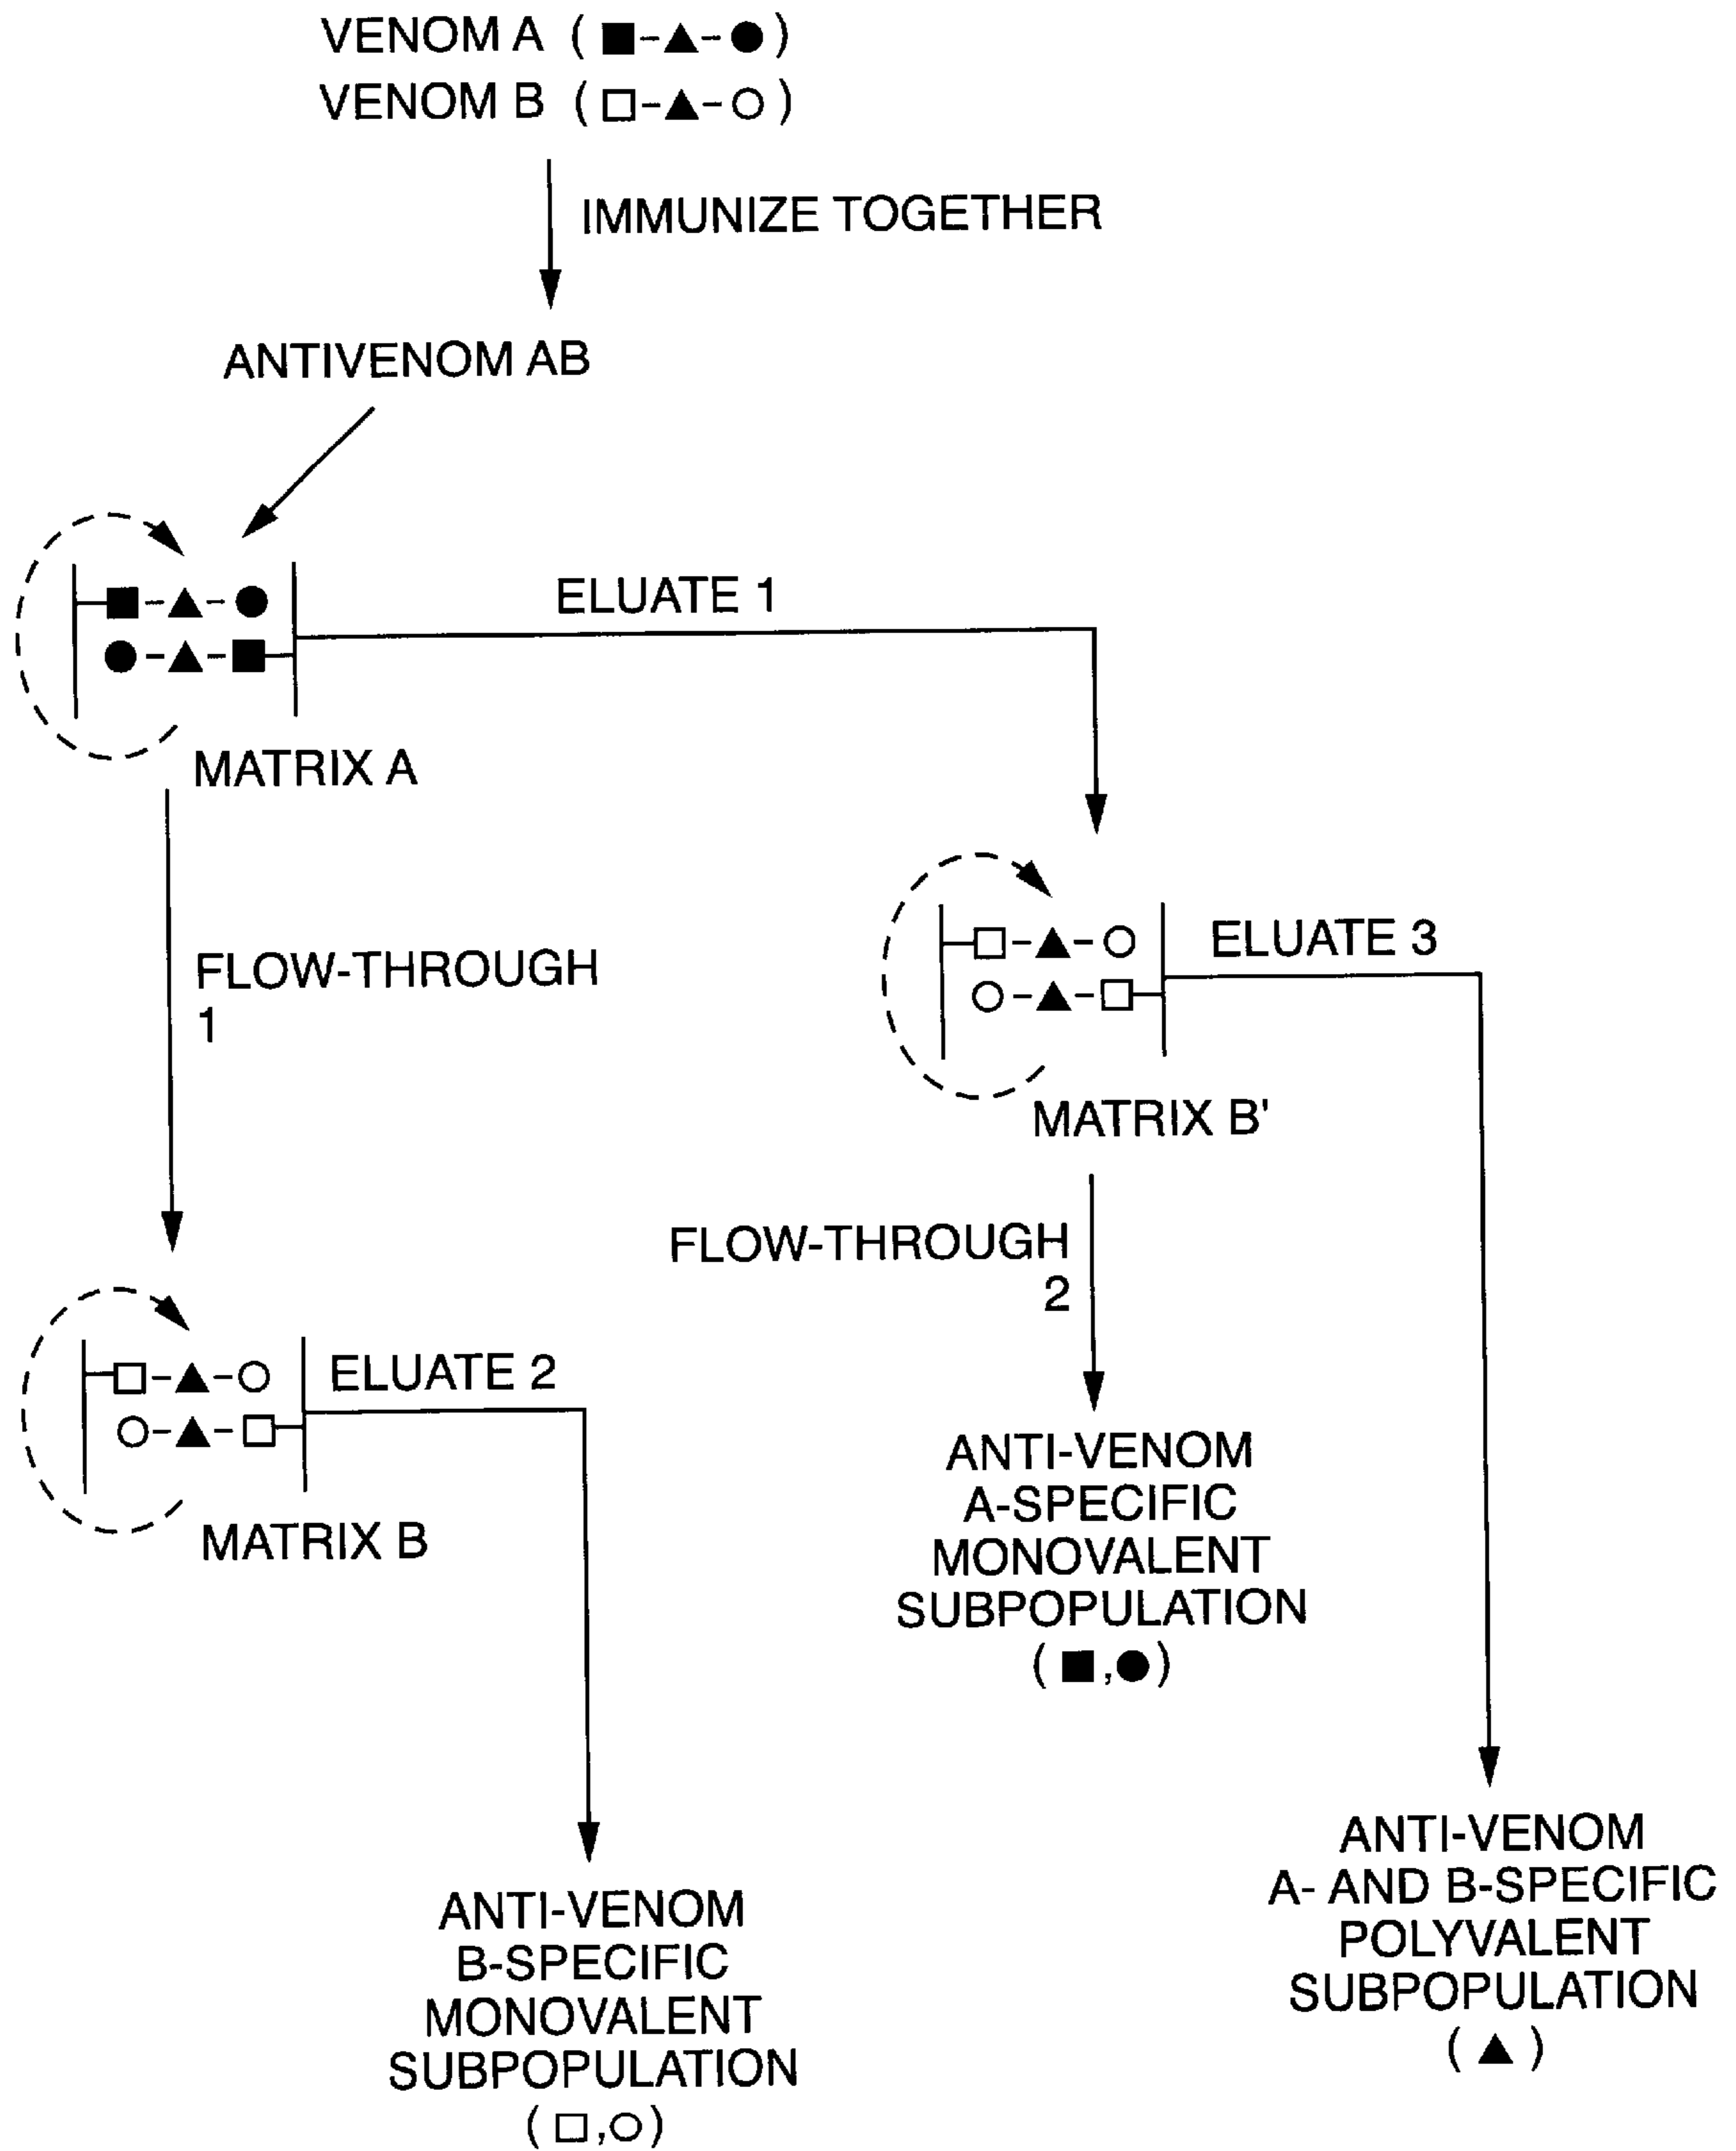 VENOM A ( ■-▲-● )
VENOM B ( □-▲-○ )
IMMUNIZE TOGETHER
ANTIVENOM AB
ELUATE 1
MATRIX A
FLOW-THROUGH
1
ELUATE 3
MATRIX B'
FLOW-THROUGH
2
ELUATE 2
MATRIX B
ANTI-VENOM
A-SPECIFIC
MONOVALENT
SUBPOPULATION
( ■,● )
ANTI-VENOM
A- AND B-SPECIFIC
POLYVALENT
SUBPOPULATION
( ▲ )
ANTI-VENOM
B-SPECIFIC
MONOVALENT
SUBPOPULATION
( □,○ )